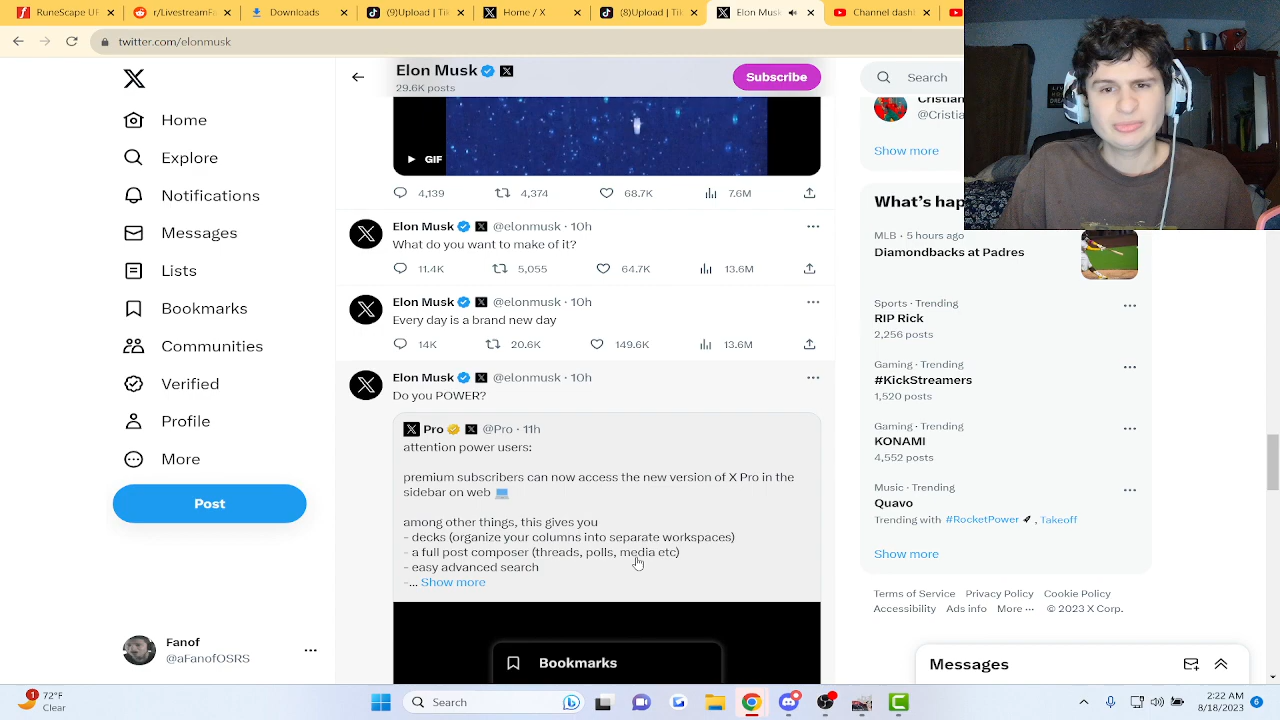 RuneScape U
(9)Upload | Ti
Home / X
Upload | Tik
Elon Musk
Dances that
twitter.com/elonmusk
Elon Musk
29.6K posts
Subscribe
Search
Home
Explore
Notifications
Messages
Lists
Bookmarks
Communities
Verified
Profile
More
Post
Fanof
@aFanofOSRS
GIF
4,139 4,374 68.7K 7.6M
Elon Musk @elonmusk · 10h
What do you want to make of it?
11.4K 5,055 64.7K 13.6M
Elon Musk @elonmusk · 10h
Every day is a brand new day
14K 20.6K 149.6K 13.6M
Elon Musk @elonmusk · 10h
Do you POWER?
Pro @Pro · 11h
attention power users:
premium subscribers can now access the new version of X Pro in the
sidebar on web 💻
among other things, this gives you
- decks (organize your columns into separate workspaces)
- a full post composer (threads, polls, media etc)
- easy advanced search
-... Show more
Bookmarks
Cristian
@Cristia
Show more
What's hap
MLB · 5 hours ago
Diamondbacks at Padres
Sports · Trending
RIP Rick
2,256 posts
Gaming · Trending
#KickStreamers
1,520 posts
Gaming · Trending
KONAMI
4,552 posts
Music · Trending
Quavo
Trending with #RocketPower 🚀 , Takeoff
Show more
Terms of Service Privacy Policy Cookie Policy
Accessibility Ads info More ··· © 2023 X Corp.
Messages
1
72°F
Clear
Search
2:22 AM
8/18/2023
6